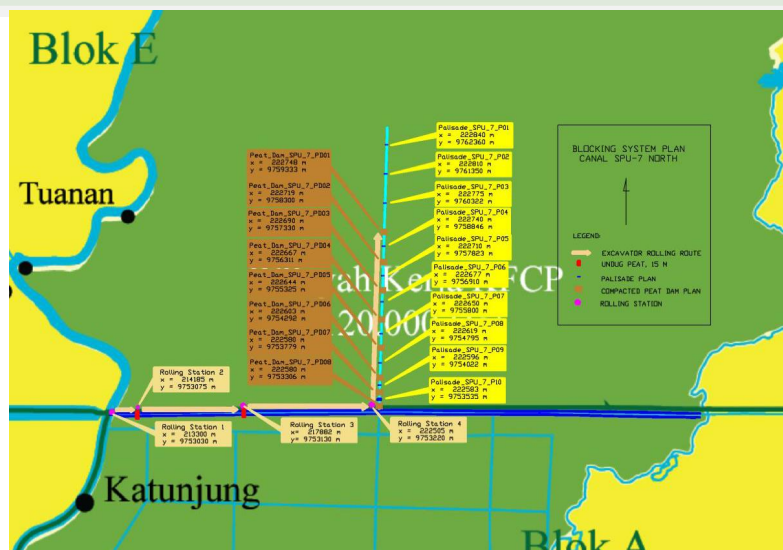 Blok E
Tuanan
Peat_Dam_SPU_7_PD01
x = 222748 m
y = 9759333 m
Peat_Dam_SPU_7_PD02
x = 222719 m
y = 9758300 m
Peat_Dam_SPU_7_PD03
x = 222690 m
y = 9757330 m
Peat_Dam_SPU_7_PD04
x = 222667 m
y = 9756311 m
Peat_Dam_SPU_7_PD05
x = 222644 m
y = 9755325 m
Peat_Dam_SPU_7_PD06
x = 222603 m
y = 9754292 m
Peat_Dam_SPU_7_PD07
x = 222580 m
y = 9753779 m
Peat_Dam_SPU_7_PD08
x = 222580 m
y = 9753306 m
Palisade_SPU_7_P01
x = 222840 m
y = 9762360 m
Palisade_SPU_7_P02
x = 222810 m
y = 9761350 m
Palisade_SPU_7_P03
x = 222775 m
y = 9760322 m
Palisade_SPU_7_P04
x = 222740 m
y = 9758846 m
Palisade_SPU_7_P05
x = 222710 m
y = 9757823 m
Palisade_SPU_7_P06
x = 222677 m
y = 9756910 m
Palisade_SPU_7_P07
x = 222650 m
y = 9755800 m
Palisade_SPU_7_P08
x = 222619 m
y = 9754795 m
Palisade_SPU_7_P09
x = 222596 m
y = 9754022 m
Palisade_SPU_7_P10
x = 222583 m
y = 9753535 m
BLOCKING SYSTEM PLAN
CANAL SPU-7 NORTH
LEGEND:
EXCAVATOR ROLLING ROUTE
UNDUG PEAT, 15 M
PALISADE PLAN
COMPACTED PEAT DAM PLAN
ROLLING STATION
Rolling Station 2
x = 214185 m
y = 9753075 m
Rolling Station 1
x = 213300 m
y = 9753030 m
Rolling Station 3
x= 217882 m
y= 9753130 m
Rolling Station 4
x = 222505 m
y = 9753220 m
Katunjung
Blok A